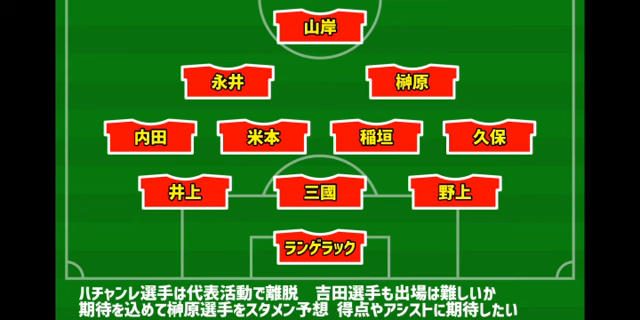 山岸
永井 榊原
内田 米本 稲垣 久保
井上 三國 野上
ランゲラック
ハチャンレ選手は代表活動で離脱 吉田選手も出場は難しいか
期待を込めて榊原選手をスタメン予想 得点やアシストに期待したい